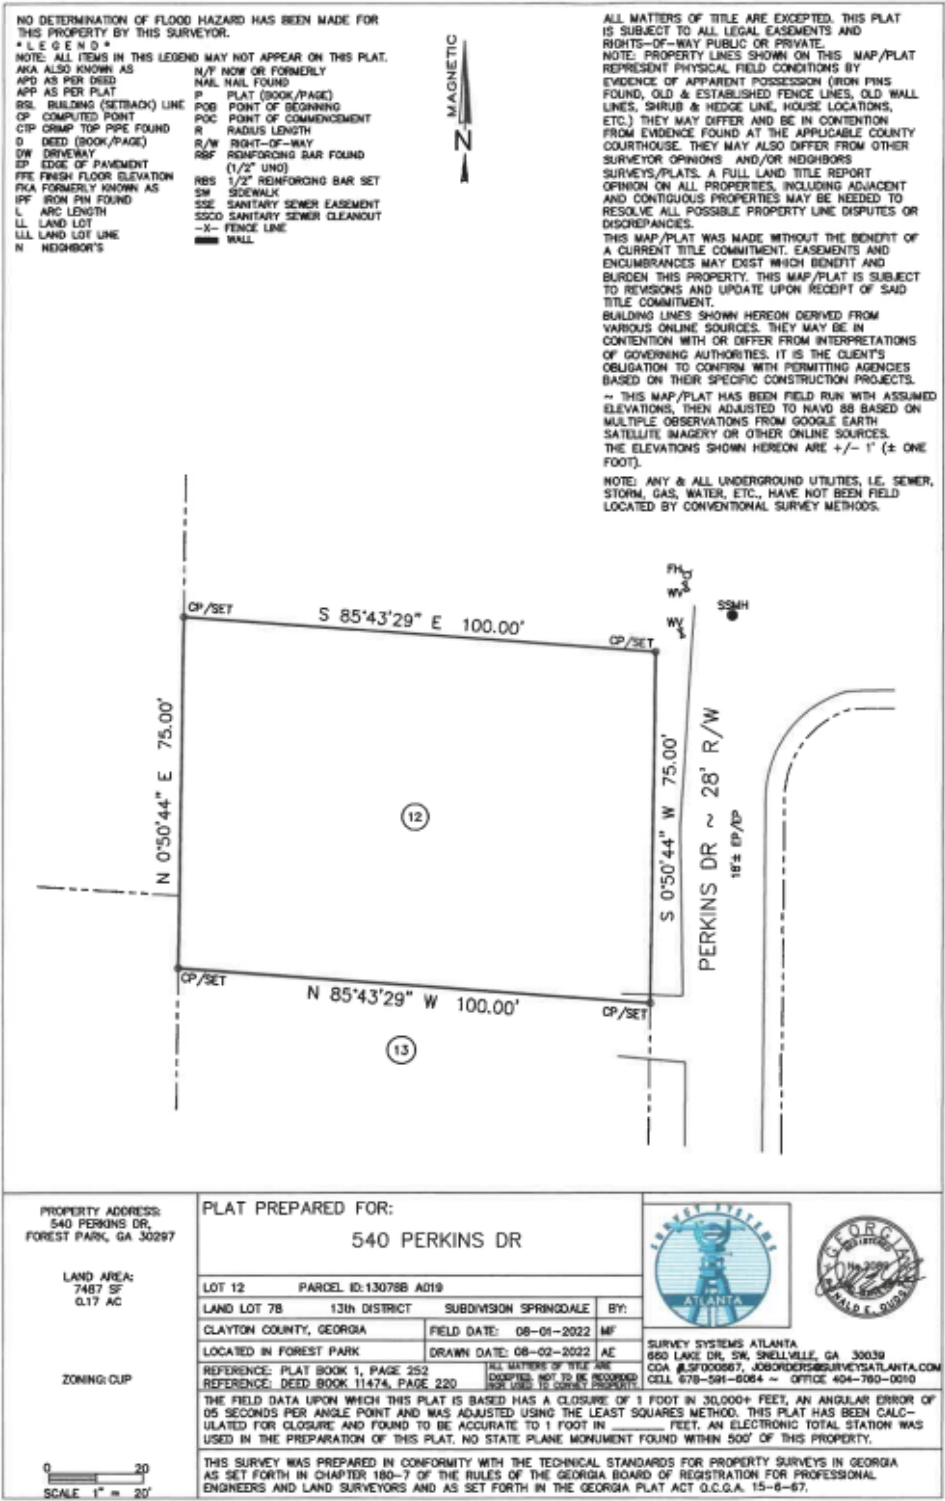 NO DETERMINATION OF FLOOD HAZARD HAS BEEN MADE FOR
THIS PROPERTY BY THIS SURVEYOR.
* L E G E N D *
NOTE: ALL ITEMS IN THIS LEGEND MAY NOT APPEAR ON THIS PLAT.
AKA ALSO KNOWN AS
APD AS PER DEED
APP AS PER PLAT
BSL BUILDING (SETBACK) LINE
CP COMPUTED POINT
CTP CRIMP TOP PIPE FOUND
D DEED (BOOK/PAGE)
DW DRIVEWAY
EP EDGE OF PAVEMENT
FFE FINISH FLOOR ELEVATION
FKA FORMERLY KNOWN AS
IPF IRON PIN FOUND
L ARC LENGTH
LL LAND LOT
LLL LAND LOT LINE
N NEIGHBOR'S
N/F NOW OR FORMERLY
NAIL NAIL FOUND
P PLAT (BOOK/PAGE)
POB POINT OF BEGINNING
POC POINT OF COMMENCEMENT
R RADIUS LENGTH
R/W RIGHT-OF-WAY
RBF REINFORCING BAR FOUND
(1/2" UNO)
RBS 1/2" REINFORCING BAR SET
SW SIDEWALK
SSE SANITARY SEWER EASEMENT
SSCO SANITARY SEWER CLEANOUT
-X- FENCE LINE
WALL
MAGNETIC
N
ALL MATTERS OF TITLE ARE EXCEPTED. THIS PLAT
IS SUBJECT TO ALL LEGAL EASEMENTS AND
RIGHTS-OF-WAY PUBLIC OR PRIVATE.
NOTE: PROPERTY LINES SHOWN ON THIS MAP/PLAT
REPRESENT PHYSICAL FIELD CONDITIONS BY
EVIDENCE OF APPARENT POSSESSION (IRON PINS
FOUND, OLD & ESTABLISHED FENCE LINES, OLD WALL
LINES, SHRUB & HEDGE LINE, HOUSE LOCATIONS,
ETC.) THEY MAY DIFFER AND BE IN CONTENTION
FROM EVIDENCE FOUND AT THE APPLICABLE COUNTY
COURTHOUSE. THEY MAY ALSO DIFFER FROM OTHER
SURVEYOR OPINIONS AND/OR NEIGHBORS
SURVEYS/PLATS. A FULL LAND TITLE REPORT
OPINION ON ALL PROPERTIES, INCLUDING ADJACENT
AND CONTIGUOUS PROPERTIES MAY BE NEEDED TO
RESOLVE ALL POSSIBLE PROPERTY LINE DISPUTES OR
DISCREPANCIES.
THIS MAP/PLAT WAS MADE WITHOUT THE BENEFIT OF
A CURRENT TITLE COMMITMENT. EASEMENTS AND
ENCUMBRANCES MAY EXIST WHICH BENEFIT AND
BURDEN THIS PROPERTY. THIS MAP/PLAT IS SUBJECT
TO REVISIONS AND UPDATE UPON RECEIPT OF SAID
TITLE COMMITMENT.
BUILDING LINES SHOWN HEREON DERIVED FROM
VARIOUS ONLINE SOURCES. THEY MAY BE IN
CONTENTION WITH OR DIFFER FROM INTERPRETATIONS
OF GOVERNING AUTHORITIES. IT IS THE CLIENT'S
OBLIGATION TO CONFIRM WITH PERMITTING AGENCIES
BASED ON THEIR SPECIFIC CONSTRUCTION PROJECTS.
~ THIS MAP/PLAT HAS BEEN FIELD RUN WITH ASSUMED
ELEVATIONS, THEN ADJUSTED TO NAVD 88 BASED ON
MULTIPLE OBSERVATIONS FROM GOOGLE EARTH
SATELLITE IMAGERY OR OTHER ONLINE SOURCES.
THE ELEVATIONS SHOWN HEREON ARE +/- 1' (± ONE
FOOT).
NOTE: ANY & ALL UNDERGROUND UTILITIES, I.E. SEWER,
STORM, GAS, WATER, ETC., HAVE NOT BEEN FIELD
LOCATED BY CONVENTIONAL SURVEY METHODS.
FH
WV
WV
SSMH
CP/SET
S 85°43'29" E 100.00'
CP/SET
N 0°50'44" E 75.00'
12
S 0°50'44" W 75.00'
PERKINS DR ~ 28' R/W
18'± EP/EP
CP/SET
N 85°43'29" W 100.00'
CP/SET
13
PROPERTY ADDRESS:
540 PERKINS DR,
FOREST PARK, GA 30297
LAND AREA:
7487 SF
0.17 AC
ZONING: CUP
0 20
SCALE 1" = 20'
PLAT PREPARED FOR:
540 PERKINS DR
LOT 12 PARCEL ID: 13078B A019
LAND LOT 78 13th DISTRICT SUBDIVISION SPRINGDALE BY:
CLAYTON COUNTY, GEORGIA FIELD DATE: 08-01-2022 MF
LOCATED IN FOREST PARK DRAWN DATE: 08-02-2022 AE
REFERENCE: PLAT BOOK 1, PAGE 252
REFERENCE: DEED BOOK 11474, PAGE 220
ALL MATTERS OF TITLE ARE
EXCEPTED. NOT TO BE RECORDED
NOR USED TO CONVEY PROPERTY
SURVEY SYSTEMS
ATLANTA
GEORGIA
REGISTERED
SURVEY SYSTEMS ATLANTA
660 LAKE DR, SW, SNELLVILLE, GA 30039
COA #LSF000867, JOBORDERS@SURVEYSATLANTA.COM
CELL 678-591-6064 ~ OFFICE 404-760-0010
THE FIELD DATA UPON WHICH THIS PLAT IS BASED HAS A CLOSURE OF 1 FOOT IN 30,000+ FEET, AN ANGULAR ERROR OF
05 SECONDS PER ANGLE POINT AND WAS ADJUSTED USING THE LEAST SQUARES METHOD. THIS PLAT HAS BEEN CALC-
ULATED FOR CLOSURE AND FOUND TO BE ACCURATE TO 1 FOOT IN ______ FEET. AN ELECTRONIC TOTAL STATION WAS
USED IN THE PREPARATION OF THIS PLAT. NO STATE PLANE MONUMENT FOUND WITHIN 500' OF THIS PROPERTY.
THIS SURVEY WAS PREPARED IN CONFORMITY WITH THE TECHNICAL STANDARDS FOR PROPERTY SURVEYS IN GEORGIA
AS SET FORTH IN CHAPTER 180-7 OF THE RULES OF THE GEORGIA BOARD OF REGISTRATION FOR PROFESSIONAL
ENGINEERS AND LAND SURVEYORS AND AS SET FORTH IN THE GEORGIA PLAT ACT O.C.G.A. 15-6-67.